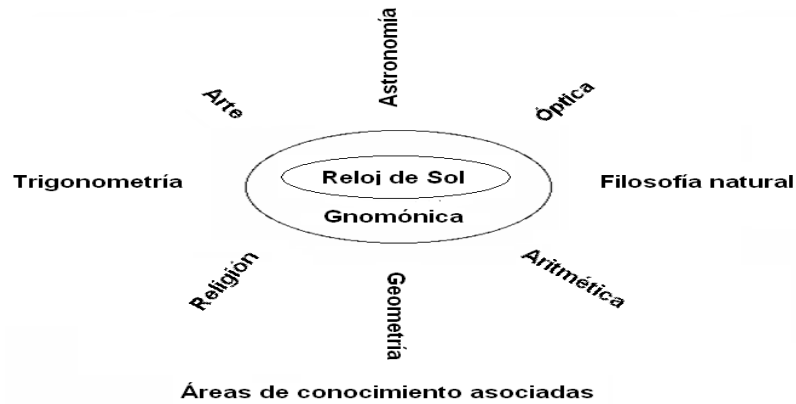 Astronomía
Arte
Óptica
Trigonometría
Reloj de Sol
Filosofía natural
Gnomónica
Religión
Geometría
Aritmética
Áreas de conocimiento asociadas